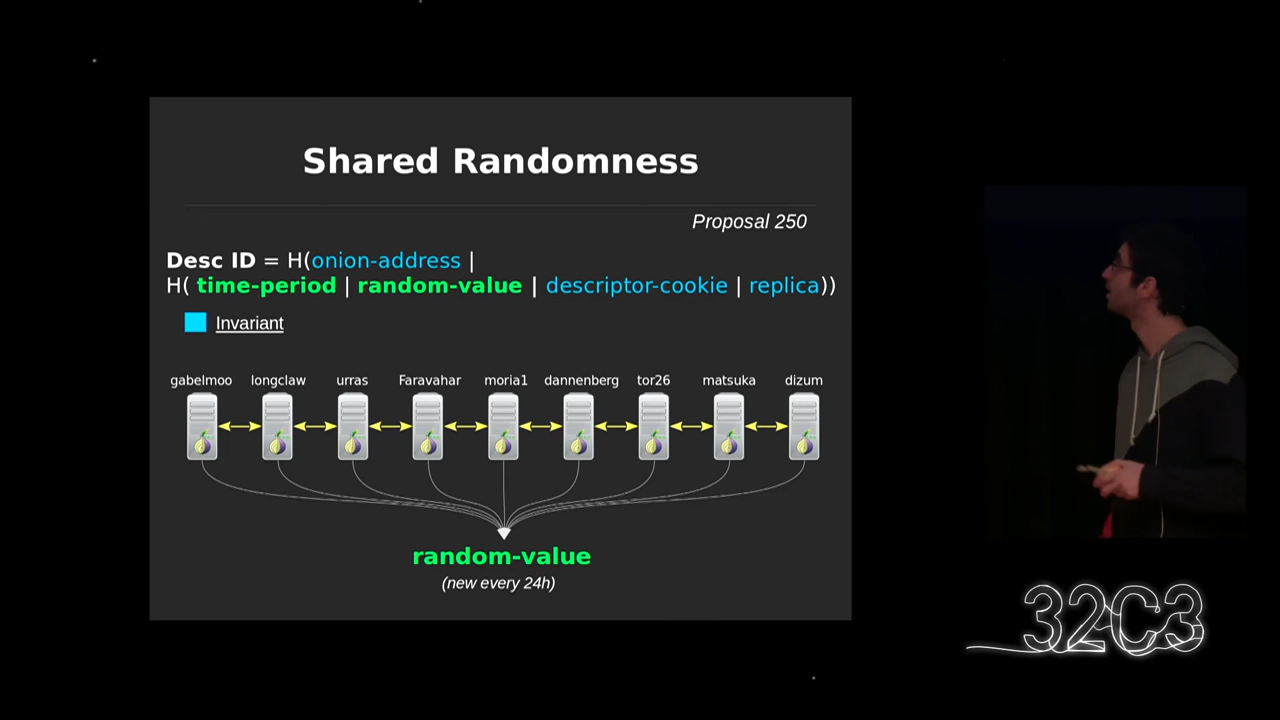 Shared Randomness
Proposal 250
Desc ID = H(onion-address |
H( time-period | random-value | descriptor-cookie | replica))
Invariant
gabelmoo longclaw urras Faravahar moria1 dannenberg tor26 matsuka dizum
random-value
(new every 24h)
32C3